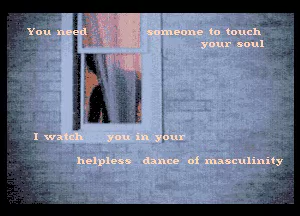 You need someone to touch
your soul
I watch you in your
helpless dance of masculinity